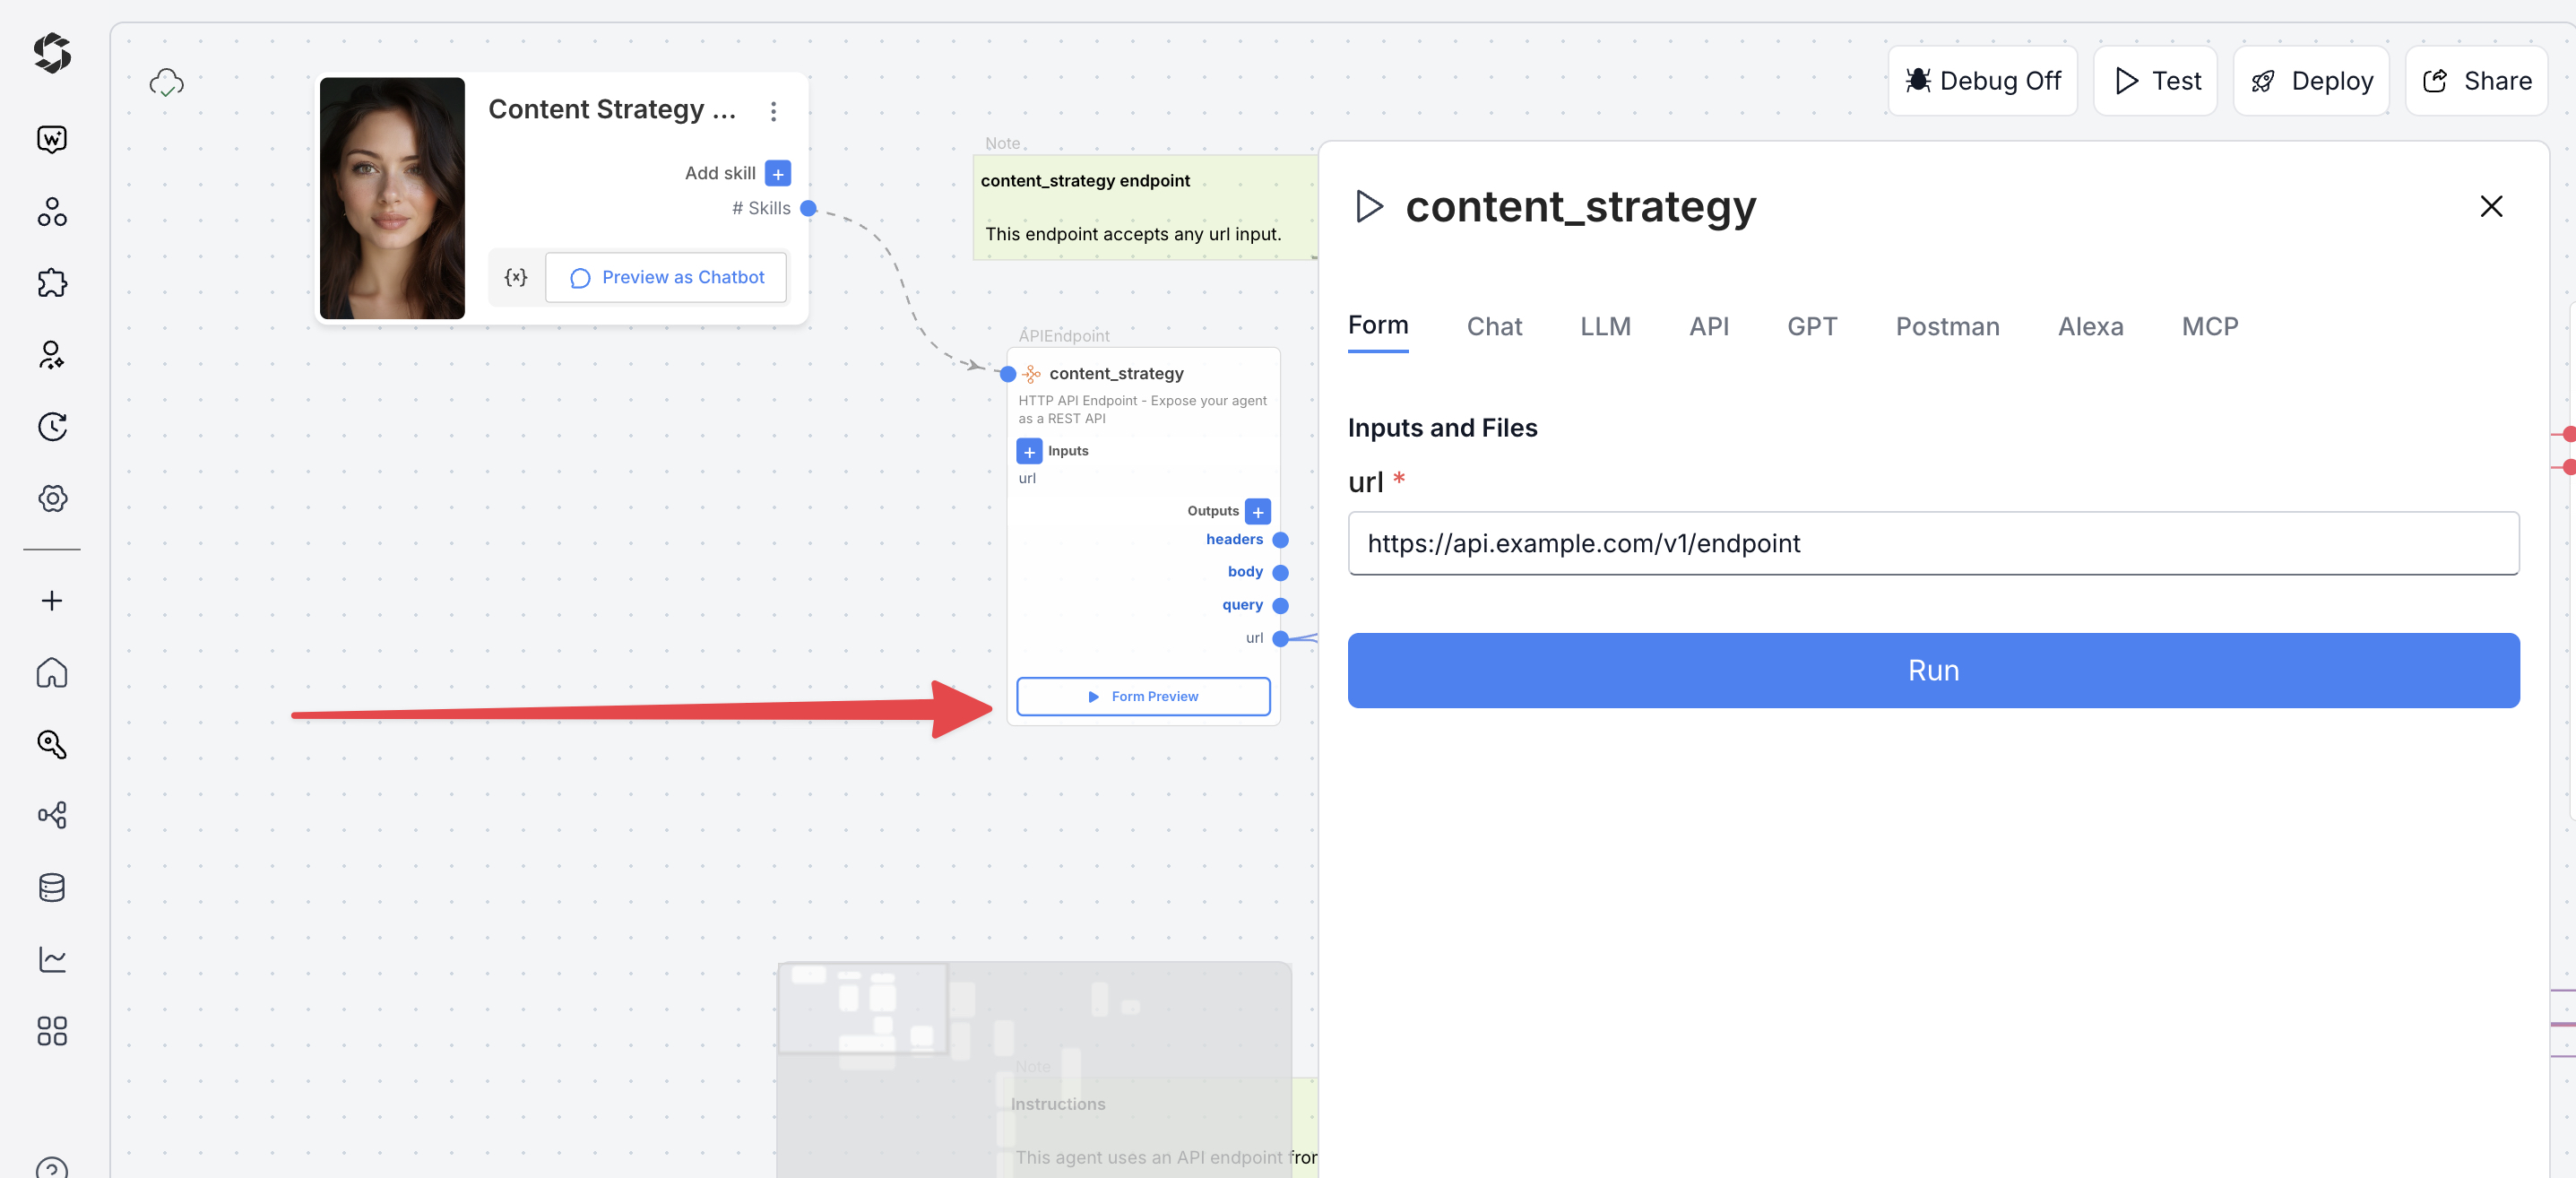 Debug Off
Test
Deploy
Share
Content Strategy ...
Add skill
# Skills
{x}
Preview as Chatbot
Note
content_strategy endpoint
This endpoint accepts any url input.
APIEndpoint
content_strategy
HTTP API Endpoint - Expose your agent
as a REST API
Inputs
url
Outputs
headers
body
query
url
Form Preview
Note
Instructions
This agent uses an API endpoint
content_strategy
Form Chat LLM API GPT Postman Alexa MCP
Inputs and Files
url *
https://api.example.com/v1/endpoint
Run